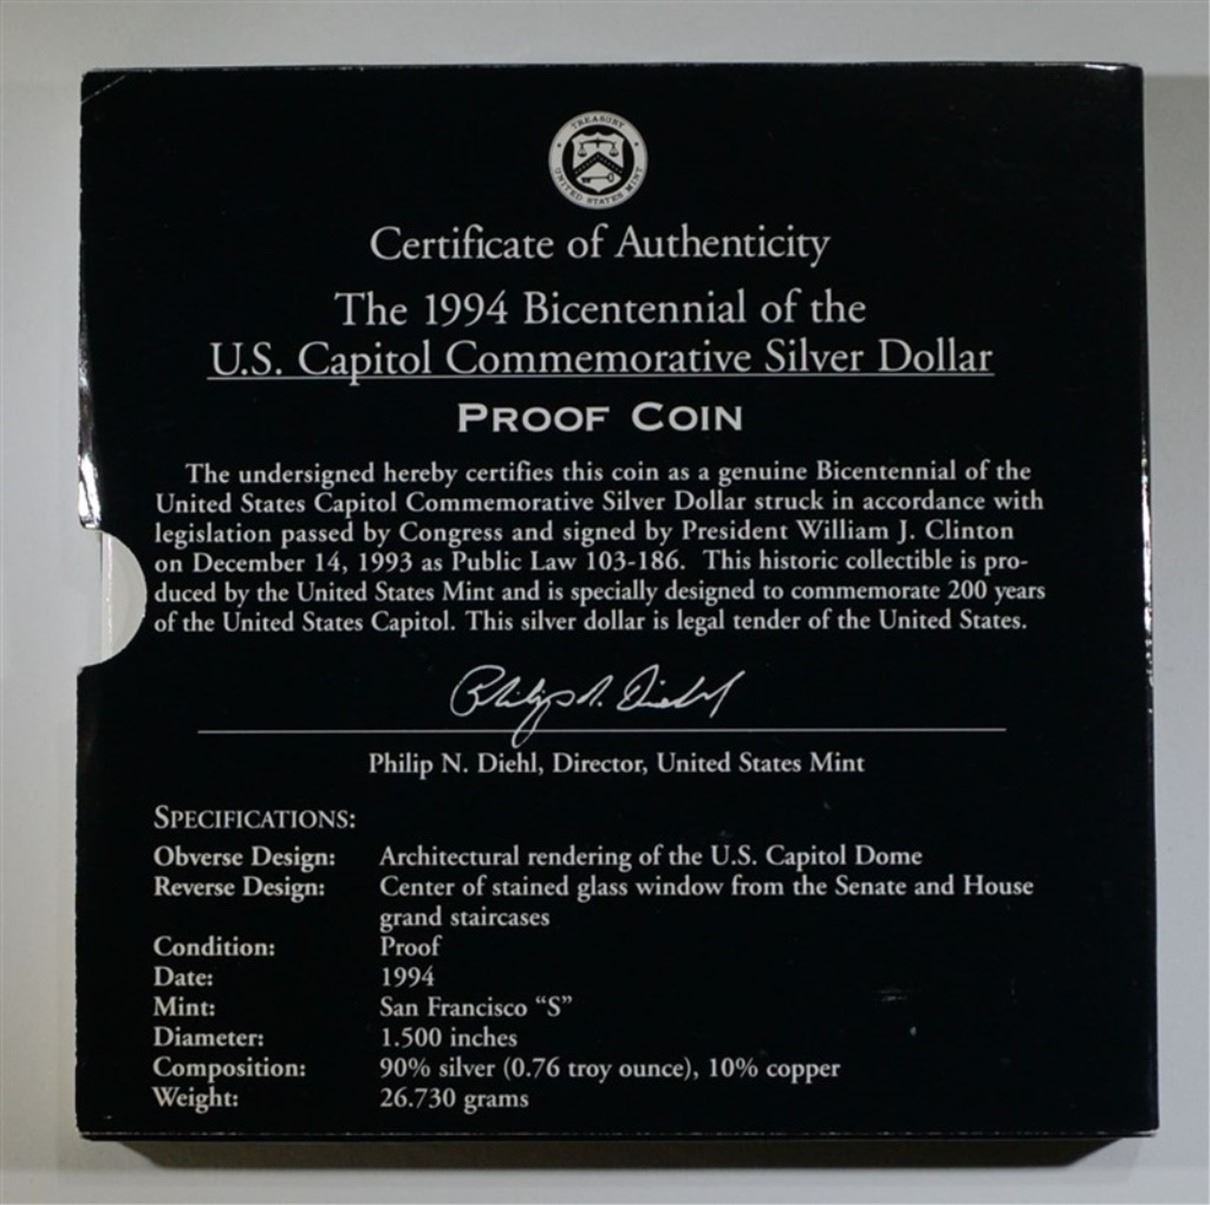 TREASURY
UNITED STATES MINT
Certificate of Authenticity
The 1994 Bicentennial of the
U.S. Capitol Commemorative Silver Dollar
PROOF COIN
The undersigned hereby certifies this coin as a genuine Bicentennial of the
United States Capitol Commemorative Silver Dollar struck in accordance with
legislation passed by Congress and signed by President William J. Clinton
on December 14, 1993 as Public Law 103-186. This historic collectible is pro-
duced by the United States Mint and is specially designed to commemorate 200 years
of the United States Capitol. This silver dollar is legal tender of the United States.
Philip N. Diehl
Philip N. Diehl, Director, United States Mint
SPECIFICATIONS:
Obverse Design: Architectural rendering of the U.S. Capitol Dome
Reverse Design: Center of stained glass window from the Senate and House
grand staircases
Condition: Proof
Date: 1994
Mint: San Francisco “S”
Diameter: 1.500 inches
Composition: 90% silver (0.76 troy ounce), 10% copper
Weight: 26.730 grams